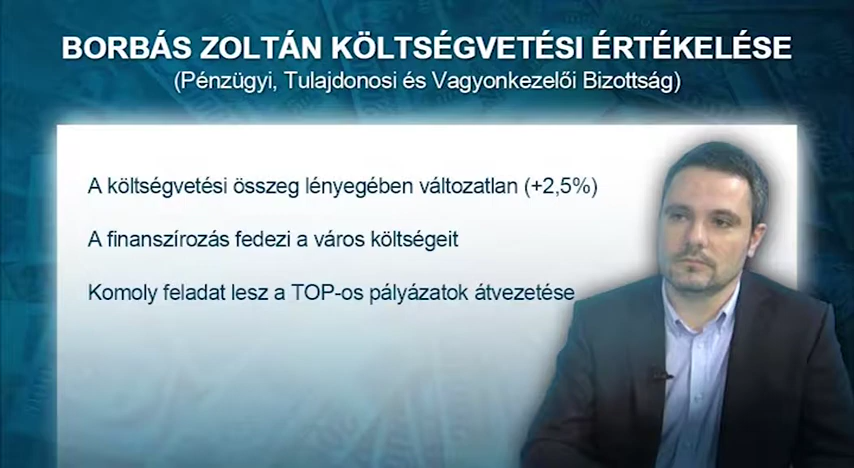 BORBÁS ZOLTÁN KÖLTSÉGVETÉSI ÉRTÉKELÉSE
(Pénzügyi, Tulajdonosi és Vagyonkezelői Bizottság)
A költségvetési összeg lényegében változatlan (+2,5%)
A finanszírozás fedezi a város költségeit
Komoly feladat lesz a TOP-os pályázatok átvezetése